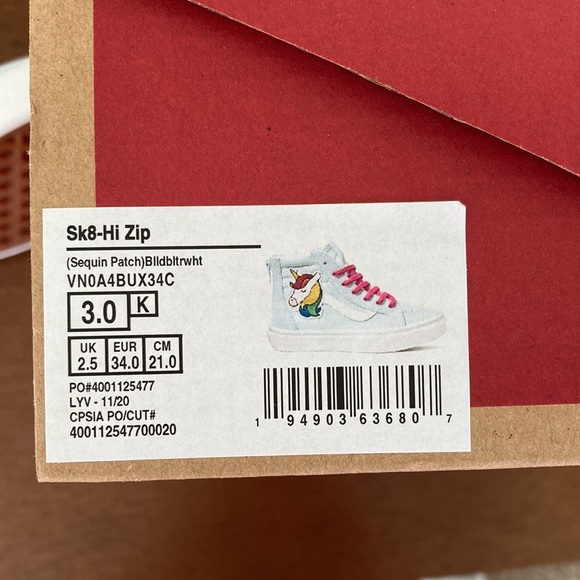 Sk8-Hi Zip
(Sequin Patch)Blldbltrwht
VN0A4BUX34C
3.0 K
UK EUR CM
2.5 34.0 21.0
PO#4001125477
LYV - 11/20
CPSIA PO/CUT#
400112547700020
1 94903 63680 7